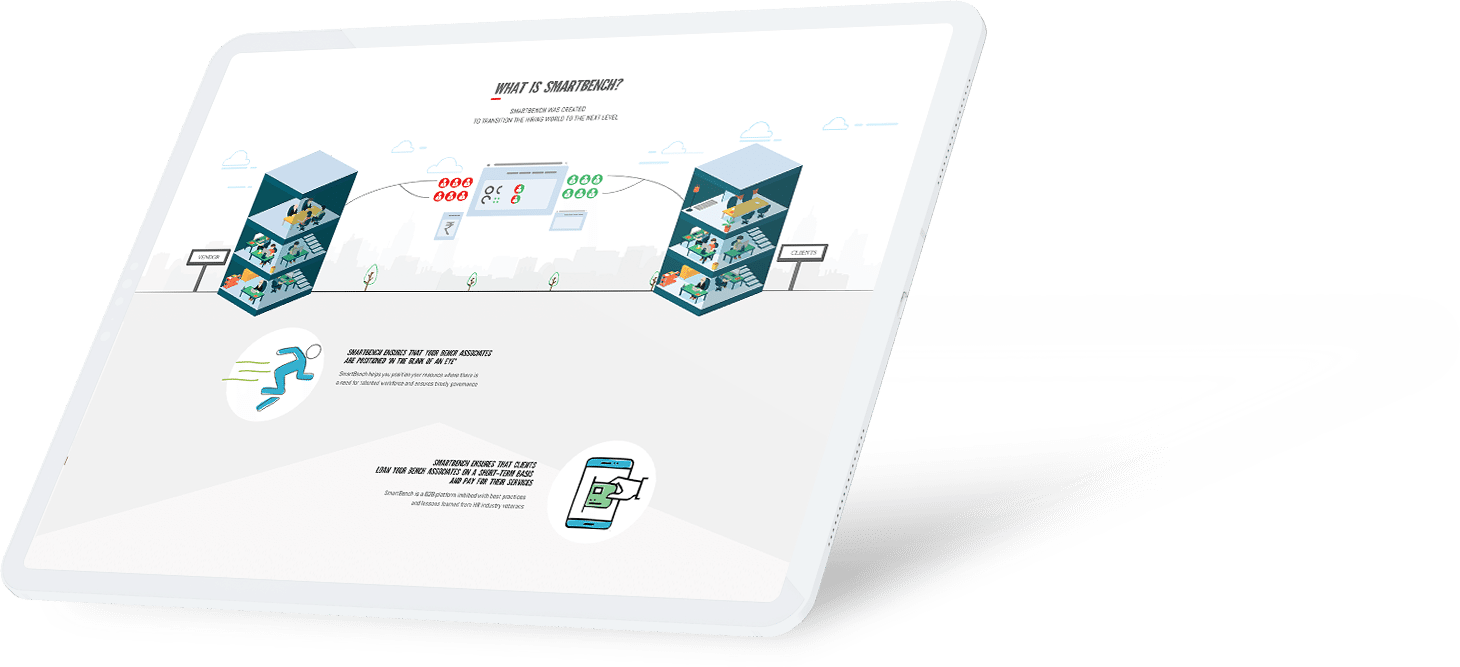 WHAT IS SMARTBENCH?
SMARTBENCH WAS CREATED
TO TRANSITION THE HIRING WORLD TO THE NEXT LEVEL
₹
VENDOR
CLIENTS
SMARTBENCH ENSURES THAT YOUR BENCH ASSOCIATES
ARE POSITIONED 'IN THE BLINK OF AN EYE'
SmartBench helps you position your resource where there is
a need for talented workforce and ensures timely governance
SMARTBENCH ENSURES THAT CLIENTS
LOAN YOUR BENCH ASSOCIATES ON A SHORT-TERM BASIS
AND PAY FOR THEIR SERVICES
SmartBench is a B2B platform imbibed with best practices
and lessons learned from HR industry veterans